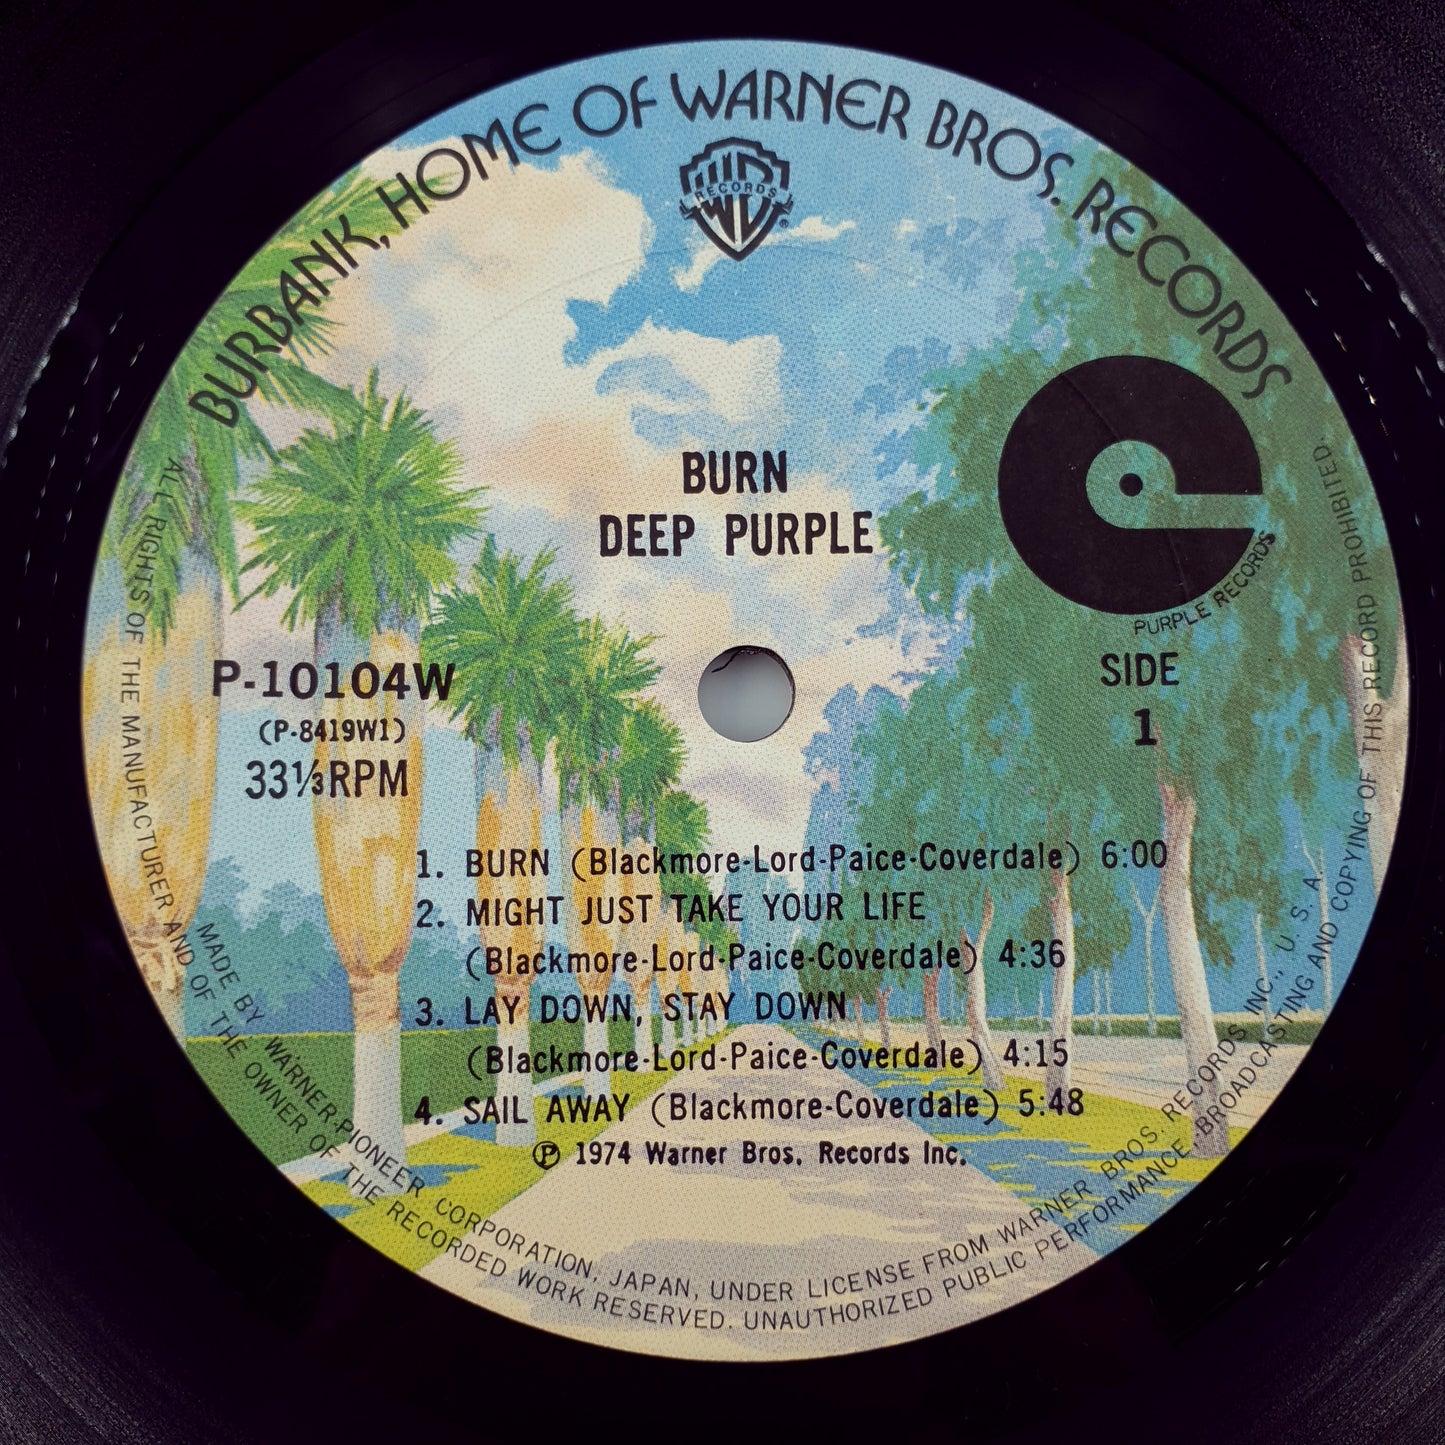 BURBANK, HOME OF WARNER BROS. RECORDS
WB
RECORDS
®
BURN
DEEP PURPLE
PURPLE RECORDS
P-10104W
(P-8419W1)
33⅓RPM
SIDE
1
1. BURN (Blackmore-Lord-Paice-Coverdale) 6:00
2. MIGHT JUST TAKE YOUR LIFE
(Blackmore-Lord-Paice-Coverdale) 4:36
3. LAY DOWN, STAY DOWN
(Blackmore-Lord-Paice-Coverdale) 4:15
4. SAIL AWAY (Blackmore-Coverdale) 5:48
℗ 1974 Warner Bros. Records Inc.
MADE BY WARNER-PIONEER CORPORATION, JAPAN, UNDER LICENSE FROM WARNER BROS. RECORDS INC., U. S. A.
ALL RIGHTS OF THE MANUFACTURER AND OF THE OWNER OF THE RECORDED WORK RESERVED. UNAUTHORIZED PUBLIC PERFORMANCE, BROADCASTING AND COPYING OF THIS RECORD PROHIBITED.